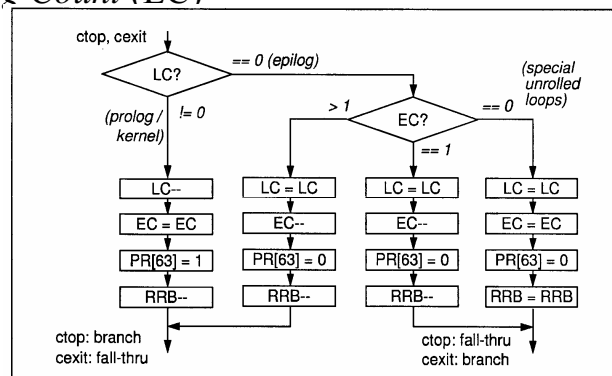 & Count (EC)
ctop, cexit
LC?
== 0 (epilog)
(special
unrolled
loops)
(prolog /
kernel)
!= 0
> 1
EC?
== 0
== 1
LC--
LC = LC
LC = LC
LC = LC
EC = EC
EC--
EC--
EC = EC
PR[63] = 1
PR[63] = 0
PR[63] = 0
PR[63] = 0
RRB--
RRB--
RRB--
RRB = RRB
ctop: branch
cexit: fall-thru
ctop: fall-thru
cexit: branch